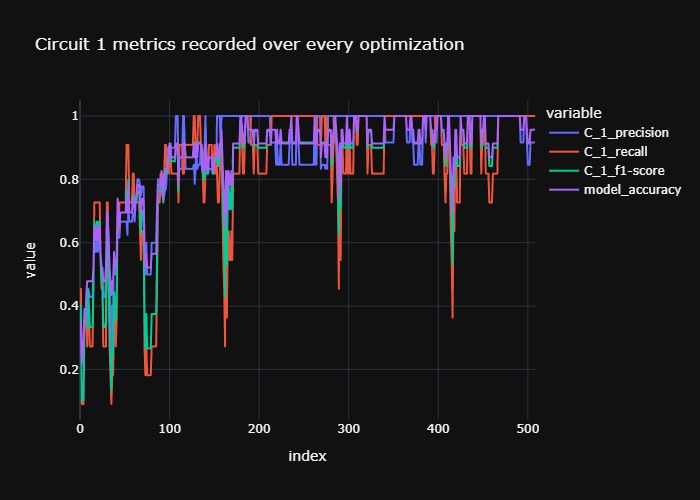 Circuit 1 metrics recorded over every optimization
variable
C_1_precision
C_1_recall
C_1_f1-score
model_accuracy
1
0.8
0.6
0.4
0.2
value
0 100 200 300 400 500
index